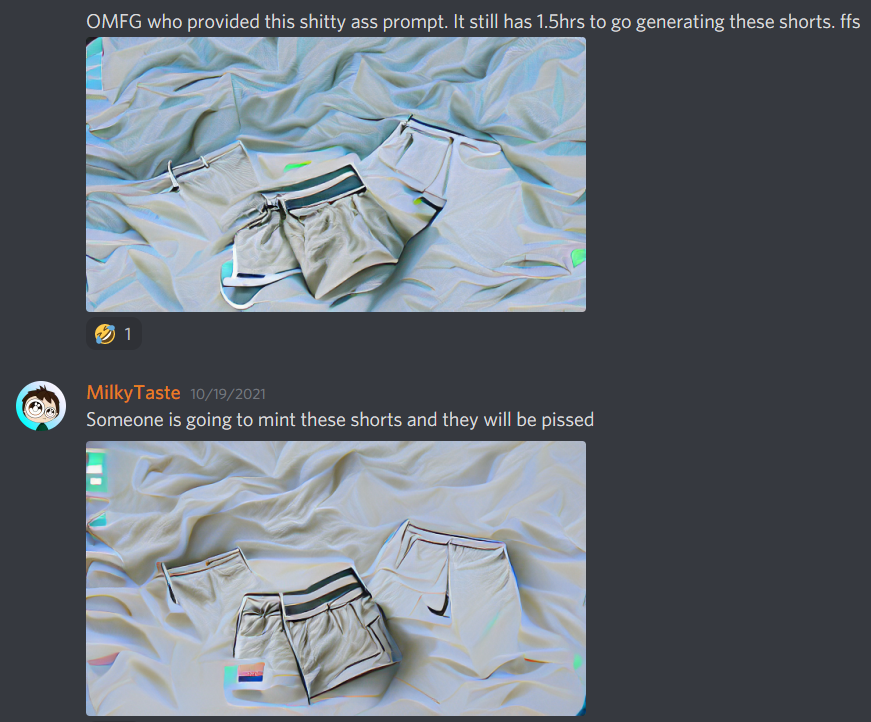 OMFG who provided this shitty ass prompt. It still has 1.5hrs to go generating these shorts. ffs
1
MilkyTaste 10/19/2021
Someone is going to mint these shorts and they will be pissed